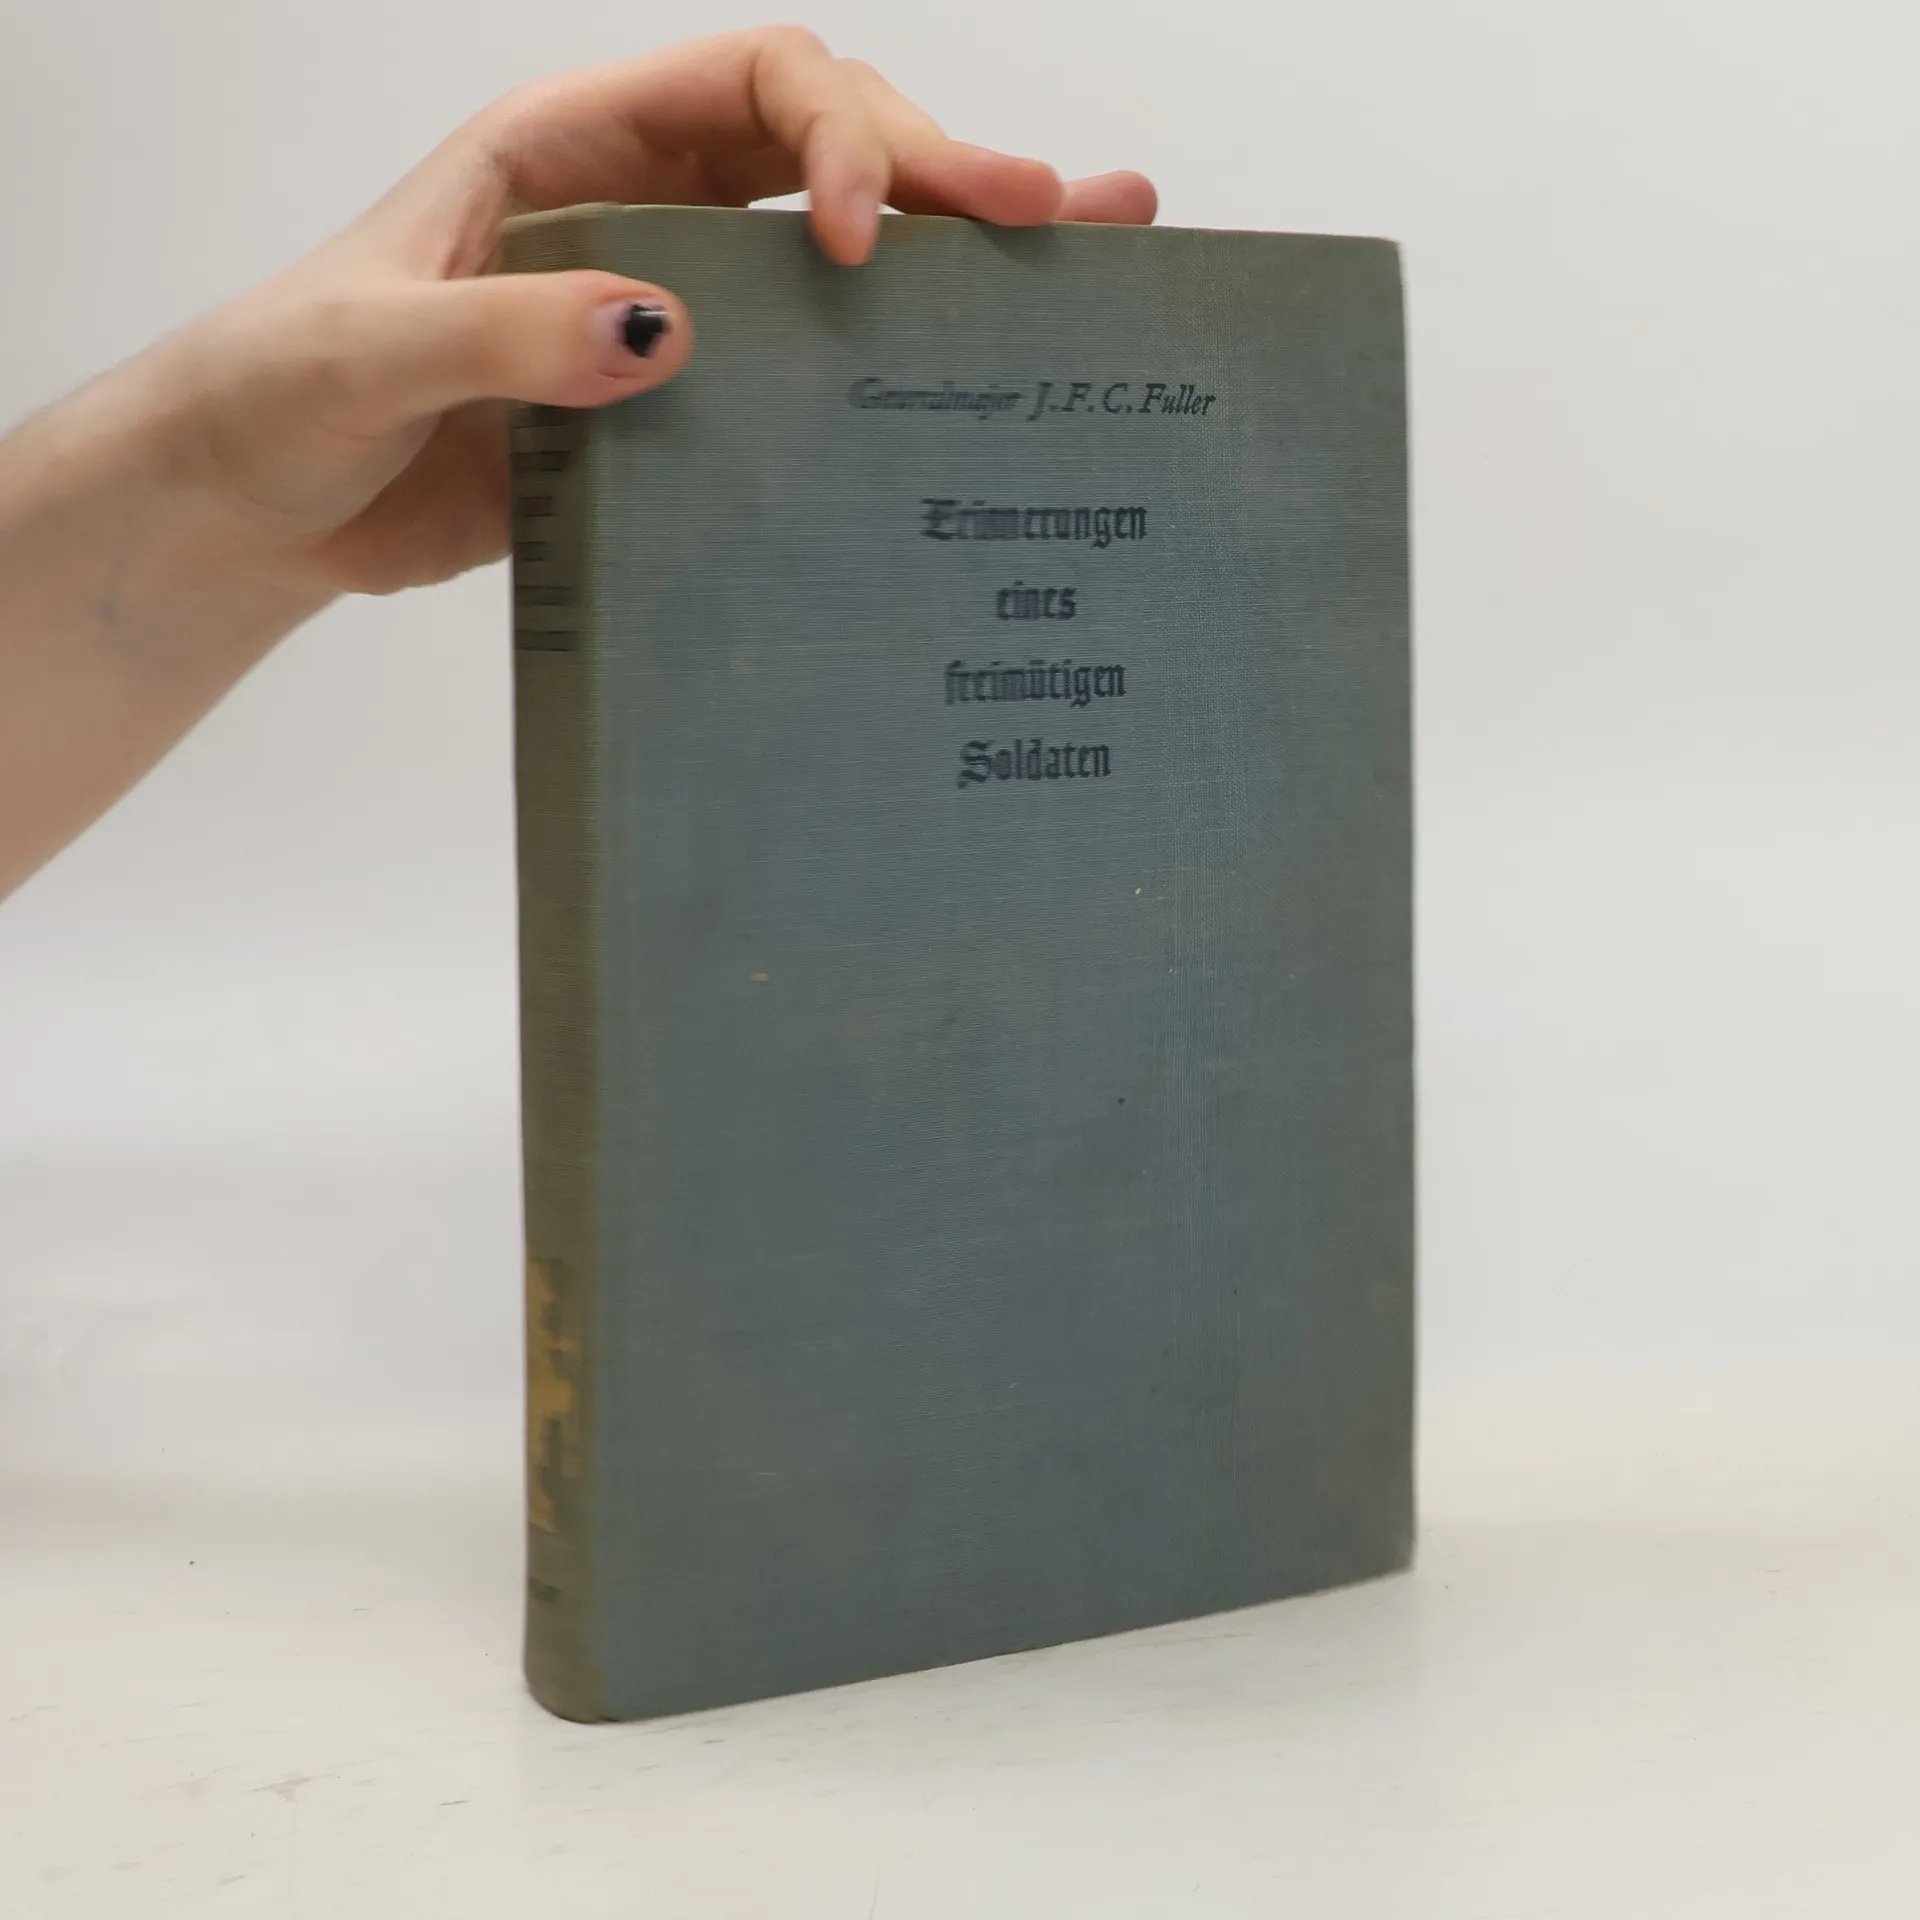 Generalmajor J. F. C. Fuller
Erinnerungen
eines
freimütigen
Soldaten